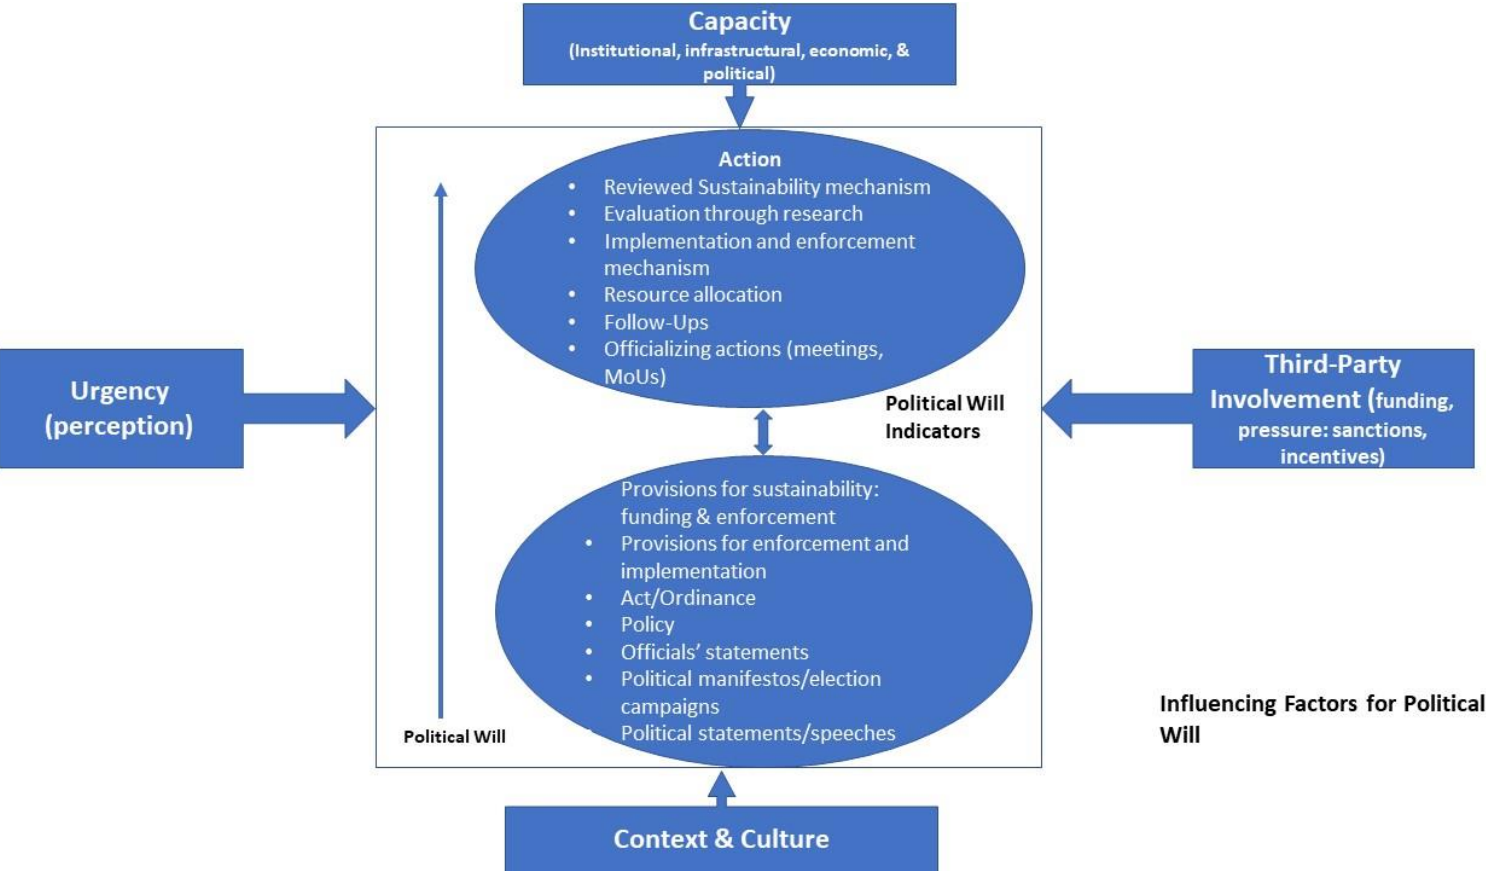 Capacity
(Institutional, infrastructural, economic, &
political)
Action
• Reviewed Sustainability mechanism
• Evaluation through research
• Implementation and enforcement
mechanism
• Resource allocation
• Follow-Ups
• Officializing actions (meetings,
MoUs)
Urgency
(perception)
Third-Party
Involvement (funding,
pressure: sanctions,
incentives)
Political Will
Indicators
Provisions for sustainability:
funding & enforcement
• Provisions for enforcement and
implementation
• Act/Ordinance
• Policy
• Officials’ statements
• Political manifestos/election
campaigns
Political statements/speeches
Political Will
Influencing Factors for Political
Will
Context & Culture